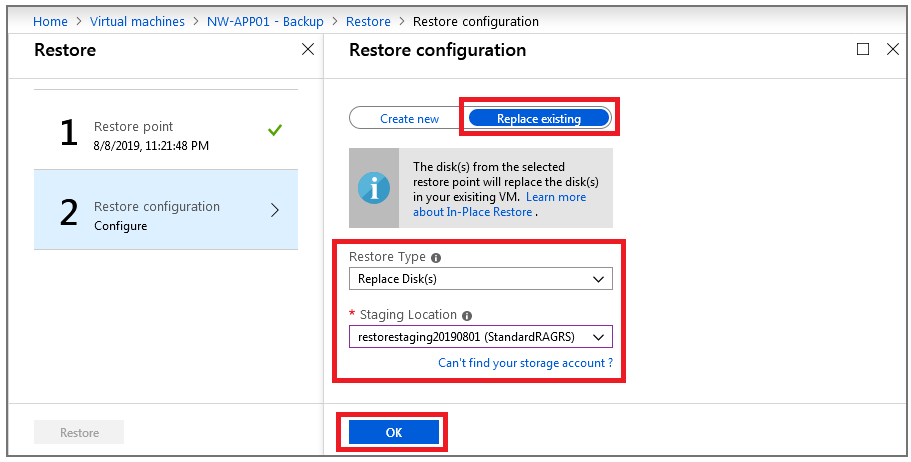 Home > Virtual machines > NW-APP01 - Backup > Restore > Restore configuration
Restore
1
Restore point
8/8/2019, 11:21:48 PM
2
Restore configuration
Configure
Restore
Restore configuration
Create new
Replace existing
The disk(s) from the selected
restore point will replace the disk(s)
in your exisiting VM. Learn more
about In-Place Restore .
Restore Type
Replace Disk(s)
* Staging Location
restorestaging20190801 (StandardRAGRS)
Can't find your storage account ?
OK